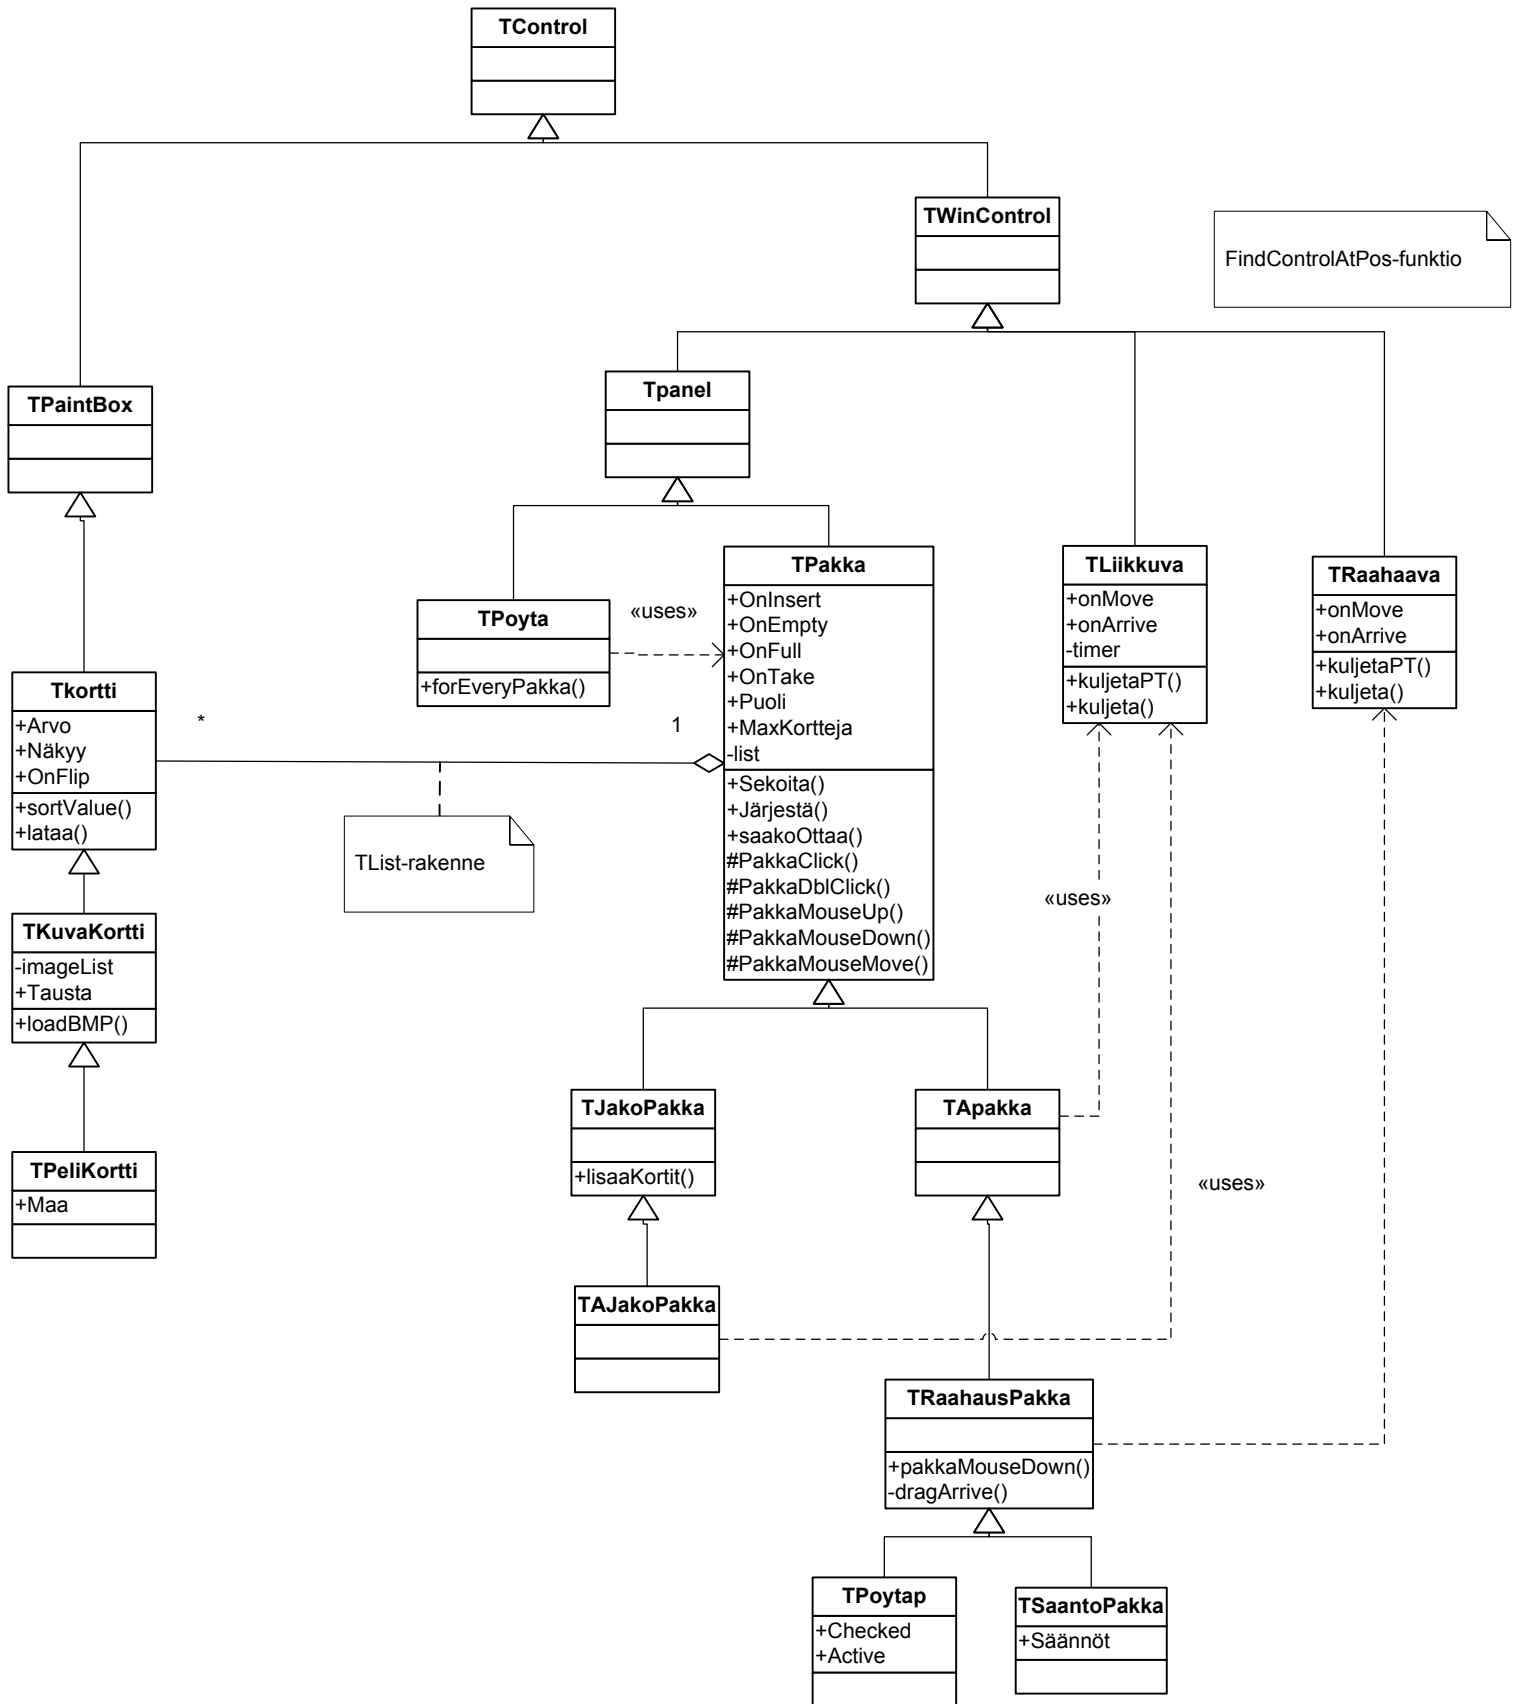 TControl
TWinControl
FindControlAtPos-funktio
Tpanel
TPaintBox
TPakka
+OnInsert
+OnEmpty
+OnFull
+OnTake
+Puoli
+MaxKortteja
-list
+Sekoita()
+Järjestä()
+saakoOttaa()
#PakkaClick()
#PakkaDblClick()
#PakkaMouseUp()
#PakkaMouseDown()
#PakkaMouseMove()
TLiikkuva
+onMove
+onArrive
-timer
+kuljetaPT()
+kuljeta()
TRaahaava
+onMove
+onArrive
+kuljetaPT()
+kuljeta()
TPoyta
+forEveryPakka()
«uses»
Tkortti
+Arvo
+Näkyy
+OnFlip
+sortValue()
+lataa()
*
1
TList-rakenne
«uses»
TKuvaKortti
-imageList
+Tausta
+loadBMP()
TJakoPakka
+lisaaKortit()
TApakka
TPeliKortti
+Maa
«uses»
TAJakoPakka
TRaahausPakka
+pakkaMouseDown()
-dragArrive()
TPoytap
+Checked
+Active
TSaantoPakka
+Säännöt